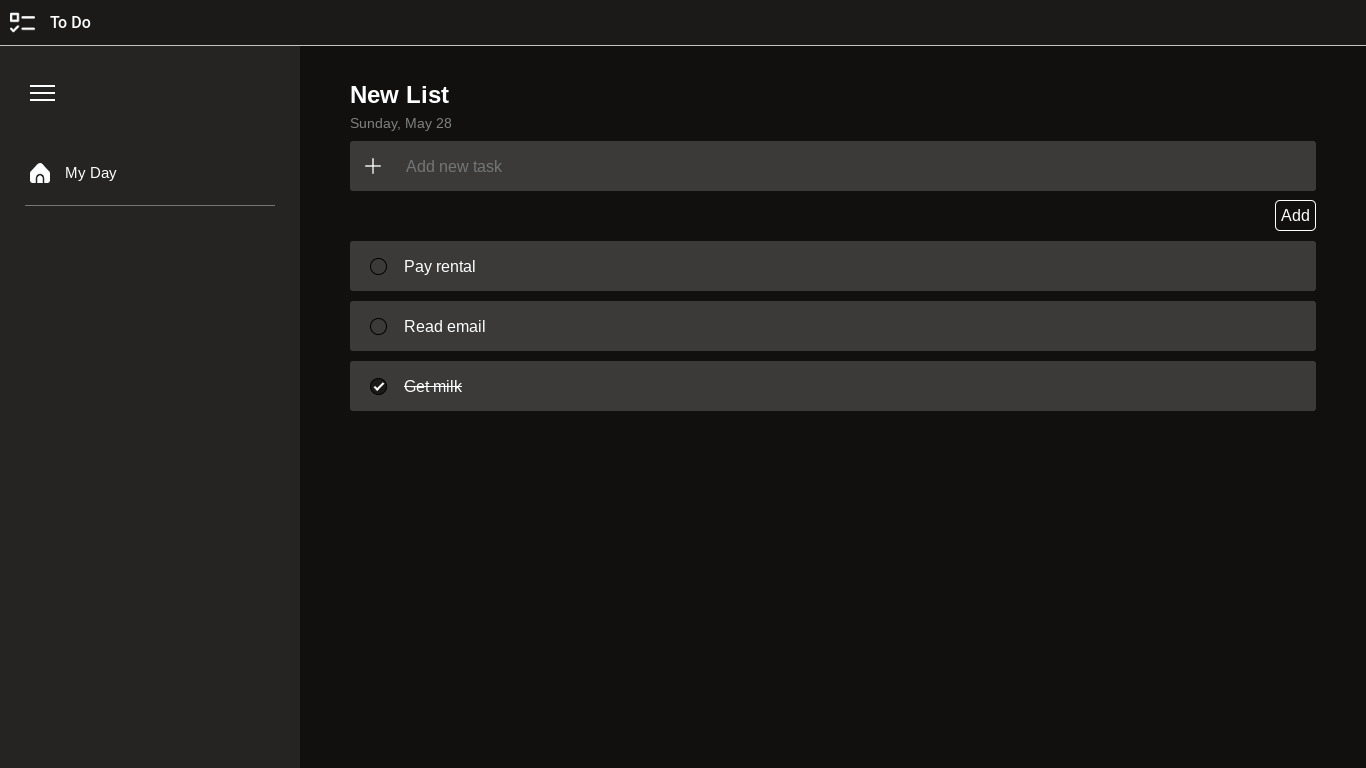 To Do
My Day
New List
Sunday, May 28
Add new task
Add
Pay rental
Read email
Get milk